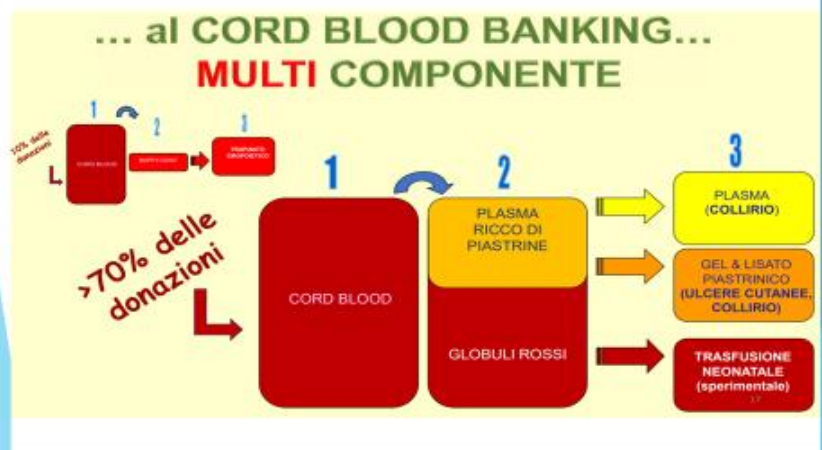 ... al CORD BLOOD BANKING...
MULTI COMPONENTE
1
2
3
delle
donazioni
CORD BLOOD
TRAPIANTO
EMOPOIETICO
1
2
3
>70% delle
donazioni
CORD BLOOD
PLASMA
RICCO DI
PIASTRINE
GLOBULI ROSSI
PLASMA
(COLLIRIO)
GEL & LISATO
PIASTRINICO
(ULCERE CUTANEE,
COLLIRIO)
TRASFUSIONE
NEONATALE
(sperimentale)
17